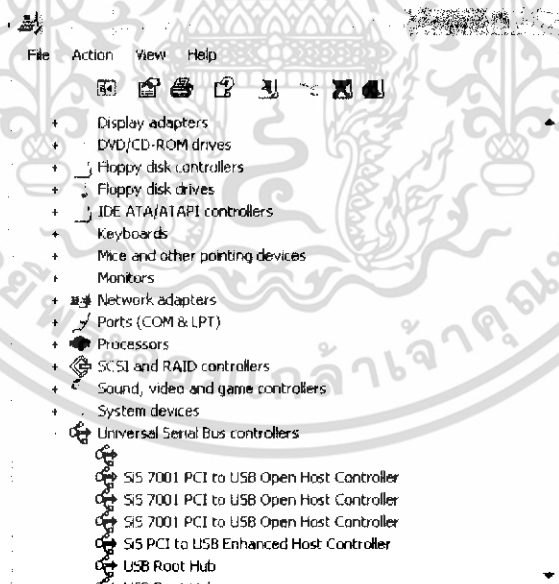 File Action View Help
Display adapters
DVD/CD-ROM drives
Floppy disk controllers
Floppy disk drives
IDE ATA/ATAPI controllers
Keyboards
Mice and other pointing devices
Monitors
Network adapters
Ports (COM & LPT)
Processors
SCSI and RAID controllers
Sound, video and game controllers
System devices
Universal Serial Bus controllers
SiS 7001 PCI to USB Open Host Controller
SiS 7001 PCI to USB Open Host Controller
SiS 7001 PCI to USB Open Host Controller
SiS PCI to USB Enhanced Host Controller
USB Root Hub
USB Root Hub